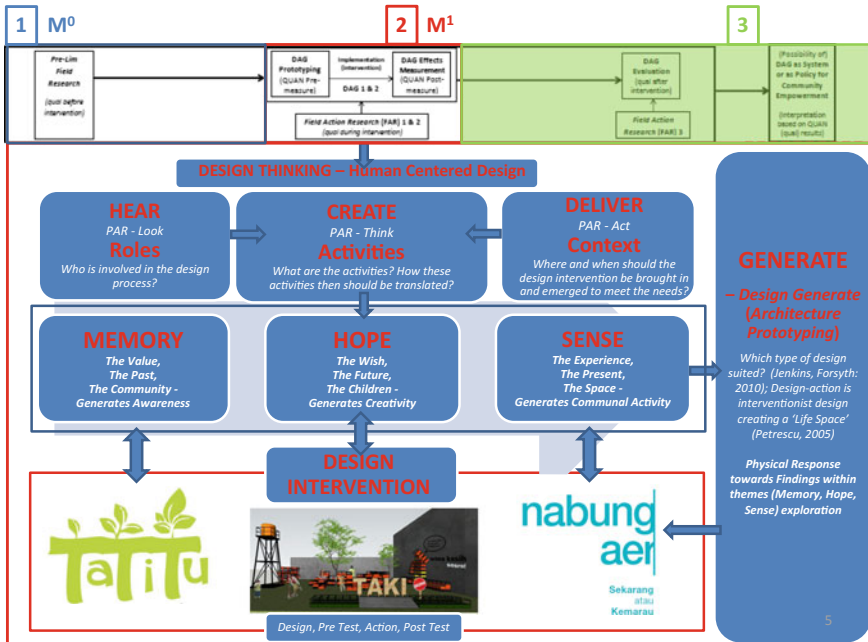 1 M⁰
2 M¹
3
Pre-Lim
Field
Research
(qual before
intervention)
DAG
Prototyping
(QUAN Pre-
measure)
Implementation
(Intervention)
DAG 1 & 2
DAG Effects
Measurement
(QUAN Post-
measure)
Field Action Research (FAR) 1 & 2
(qual during intervention)
DAG
Evaluation
(qual after
intervention)
Field Action
Research (FAR) 3
(Possibility of)
DAG as System
or as Policy for
Community
Empowerment
(Interpretation
based on QUAN
(qual) results)
DESIGN THINKING – Human Centered Design
HEAR
PAR - Look
Roles
Who is involved in the design
process?
CREATE
PAR - Think
Activities
What are the activities? How these
activities then should be translated?
DELIVER
PAR - Act
Context
Where and when should the
design intervention be brought in
and emerged to meet the needs?
MEMORY
The Value,
The Past,
The Community -
Generates Awareness
HOPE
The Wish,
The Future,
The Children -
Generates Creativity
SENSE
The Experience,
The Present,
The Space -
Generates Communal Activity
GENERATE
– Design Generate
(Architecture
Prototyping)
Which type of design
suited? (Jenkins, Forsyth:
2010); Design-action is
interventionist design
creating a ‘Life Space’
(Petrescu, 2005)
Physical Response
towards Findings within
themes (Memory, Hope,
Sense) exploration
DESIGN
INTERVENTION
TaTiTu
TAKI
nabung
aer
Sekarang
atau
Kemarau
Design, Pre Test, Action, Post Test
5